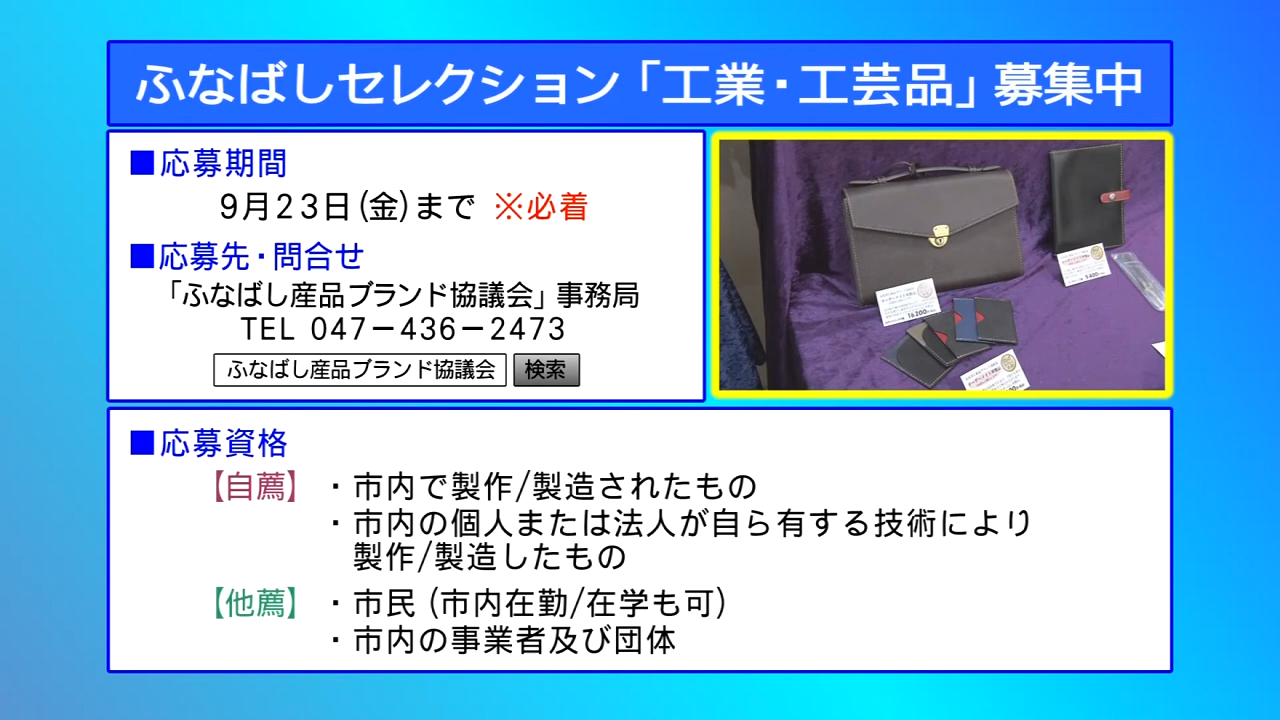 ふなばしセレクション「工業・工芸品」募集中
■応募期間
9月23日(金)まで ※必着
■応募先・問合せ
「ふなばし産品ブランド協議会」事務局
TEL 047-436-2473
ふなばし産品ブランド協議会 検索
■応募資格
【自薦】 ・市内で製作/製造されたもの
・市内の個人または法人が自ら有する技術により
製作/製造したもの
【他薦】 ・市民(市内在勤/在学も可)
・市内の事業者及び団体